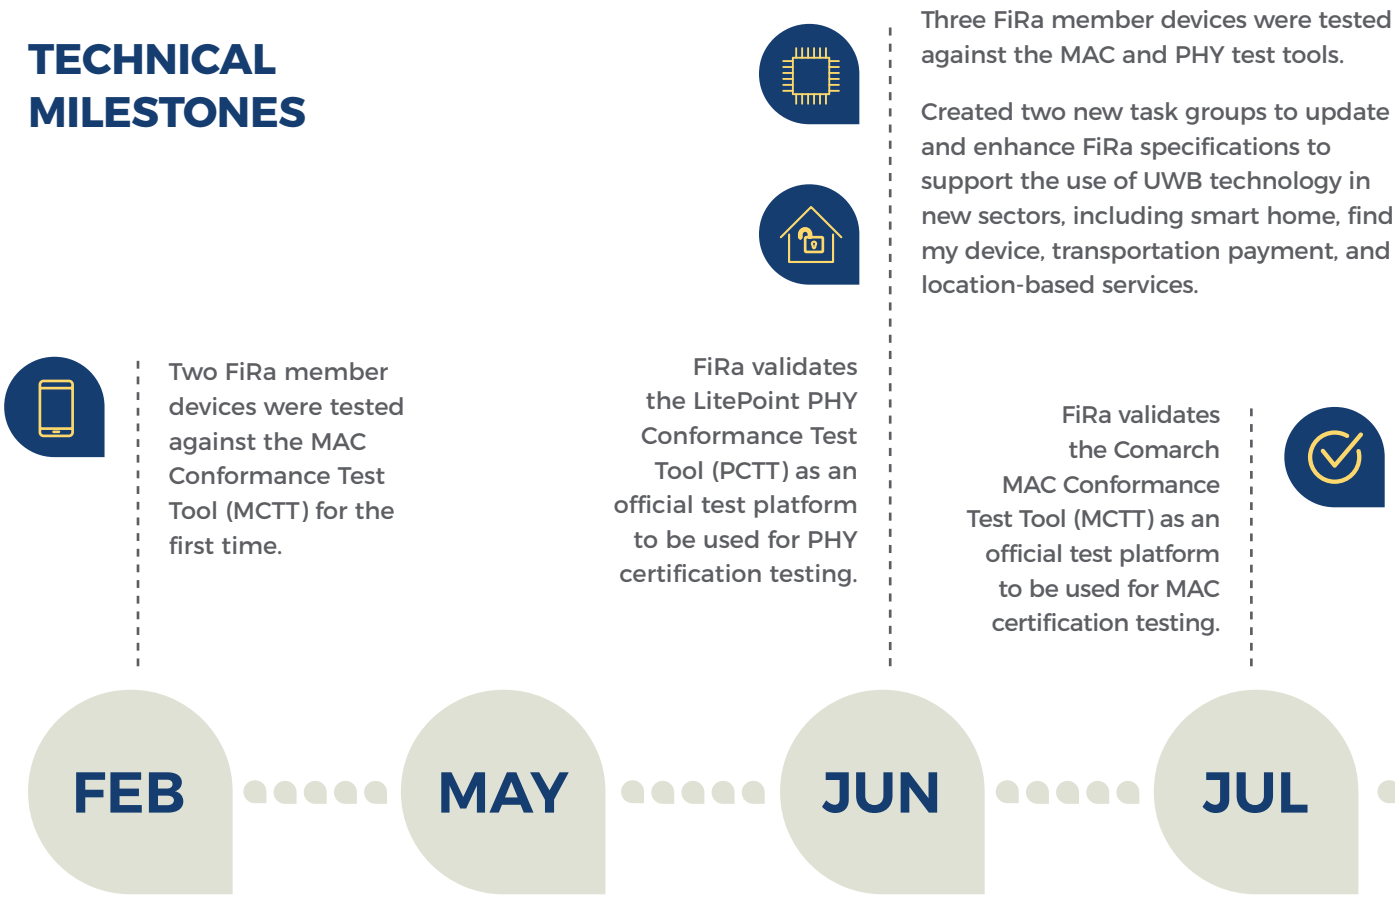 TECHNICAL
MILESTONES
Three FiRa member devices were tested
against the MAC and PHY test tools.
Created two new task groups to update
and enhance FiRa specifications to
support the use of UWB technology in
new sectors, including smart home, find
my device, transportation payment, and
location-based services.
Two FiRa member
devices were tested
against the MAC
Conformance Test
Tool (MCTT) for the
first time.
FiRa validates
the LitePoint PHY
Conformance Test
Tool (PCTT) as an
official test platform
to be used for PHY
certification testing.
FiRa validates
the Comarch
MAC Conformance
Test Tool (MCTT) as an
official test platform
to be used for MAC
certification testing.
FEB
MAY
JUN
JUL